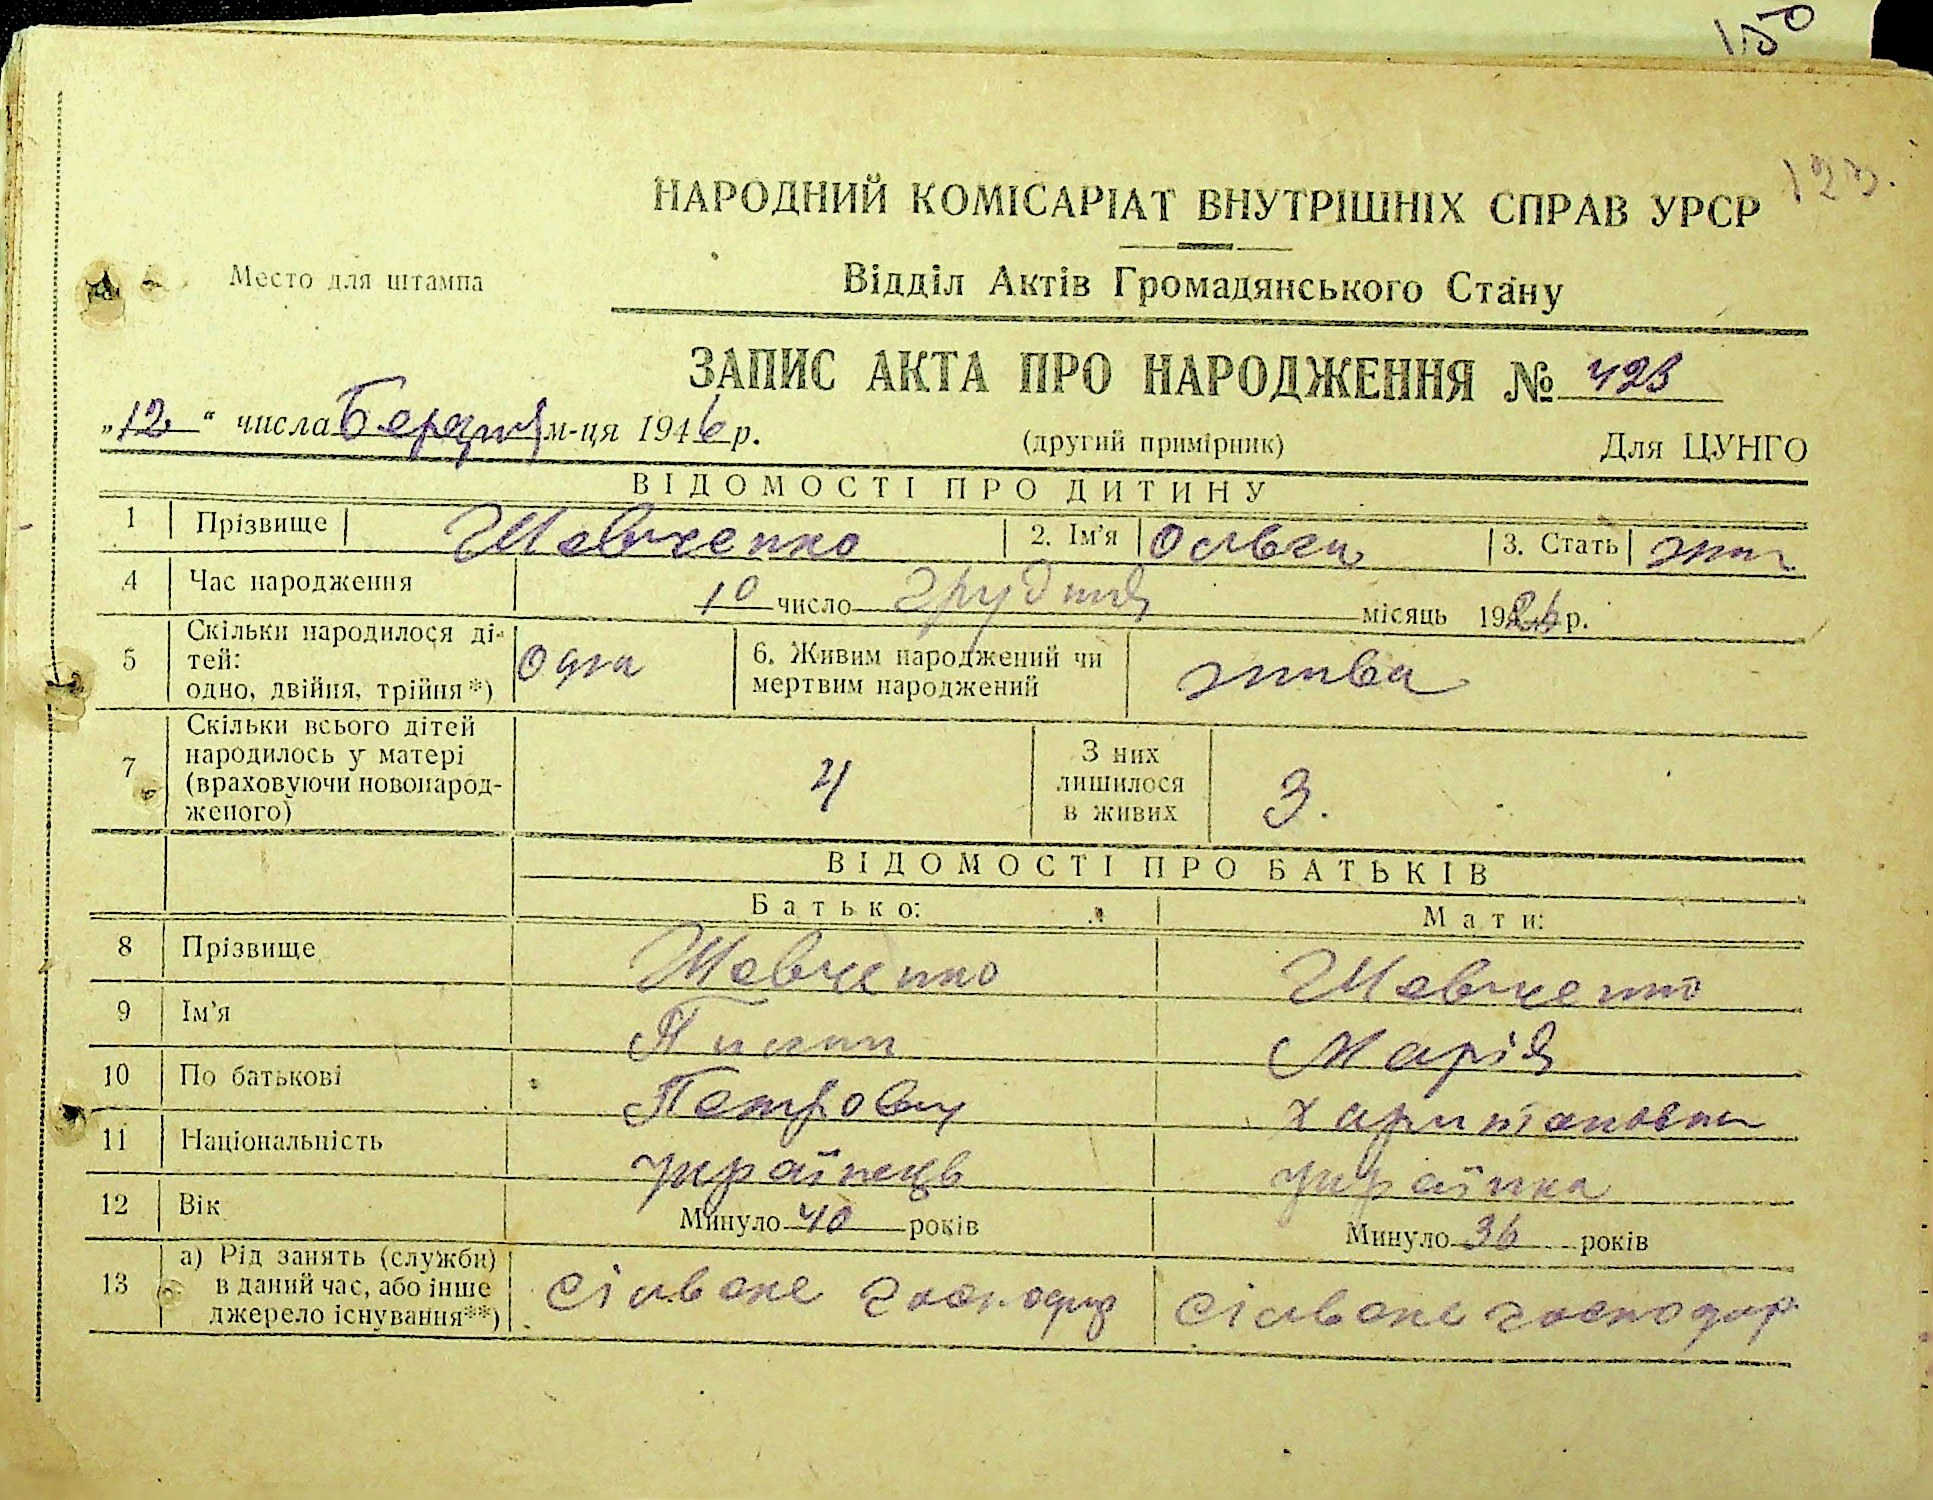 150
123.
НАРОДНИЙ КОМІСАРІАТ ВНУТРІШНІХ СПРАВ УРСР
Место для штампа
Відділ Актів Громадянського Стану
ЗАПИС АКТА ПРО НАРОДЖЕННЯ № 423
„12“ числа Березня м-ця 1946 р.
(другий примірник) Для ЦУНГО
ВІДОМОСТІ ПРО ДИТИНУ
1 Прізвище Шевченко 2. Ім'я Ольга 3. Стать жін.
4 Час народження 10 число грудня місяць 19 р.
5 Скільки народилося ді-
тей:
одно, двійня, трійня*) Одна 6. Живим народжений чи
мертвим народжений жива
7 Скільки всього дітей
народилось у матері
(враховуючи новонарод-
женого) 4 З них
лишилося
в живих 3.
ВІДОМОСТІ ПРО БАТЬКІВ
Батько: Мати:
8 Прізвище Шевченко Шевченко
9 Ім'я Марія
10 По батькові Петрович Харитоновна
11 Національність українець українка
12 Вік Минуло 40 років Минуло 36 років
13 а) Рід занять (служби)
в даний час, або інше
джерело існування**) сільське господар сільське господар